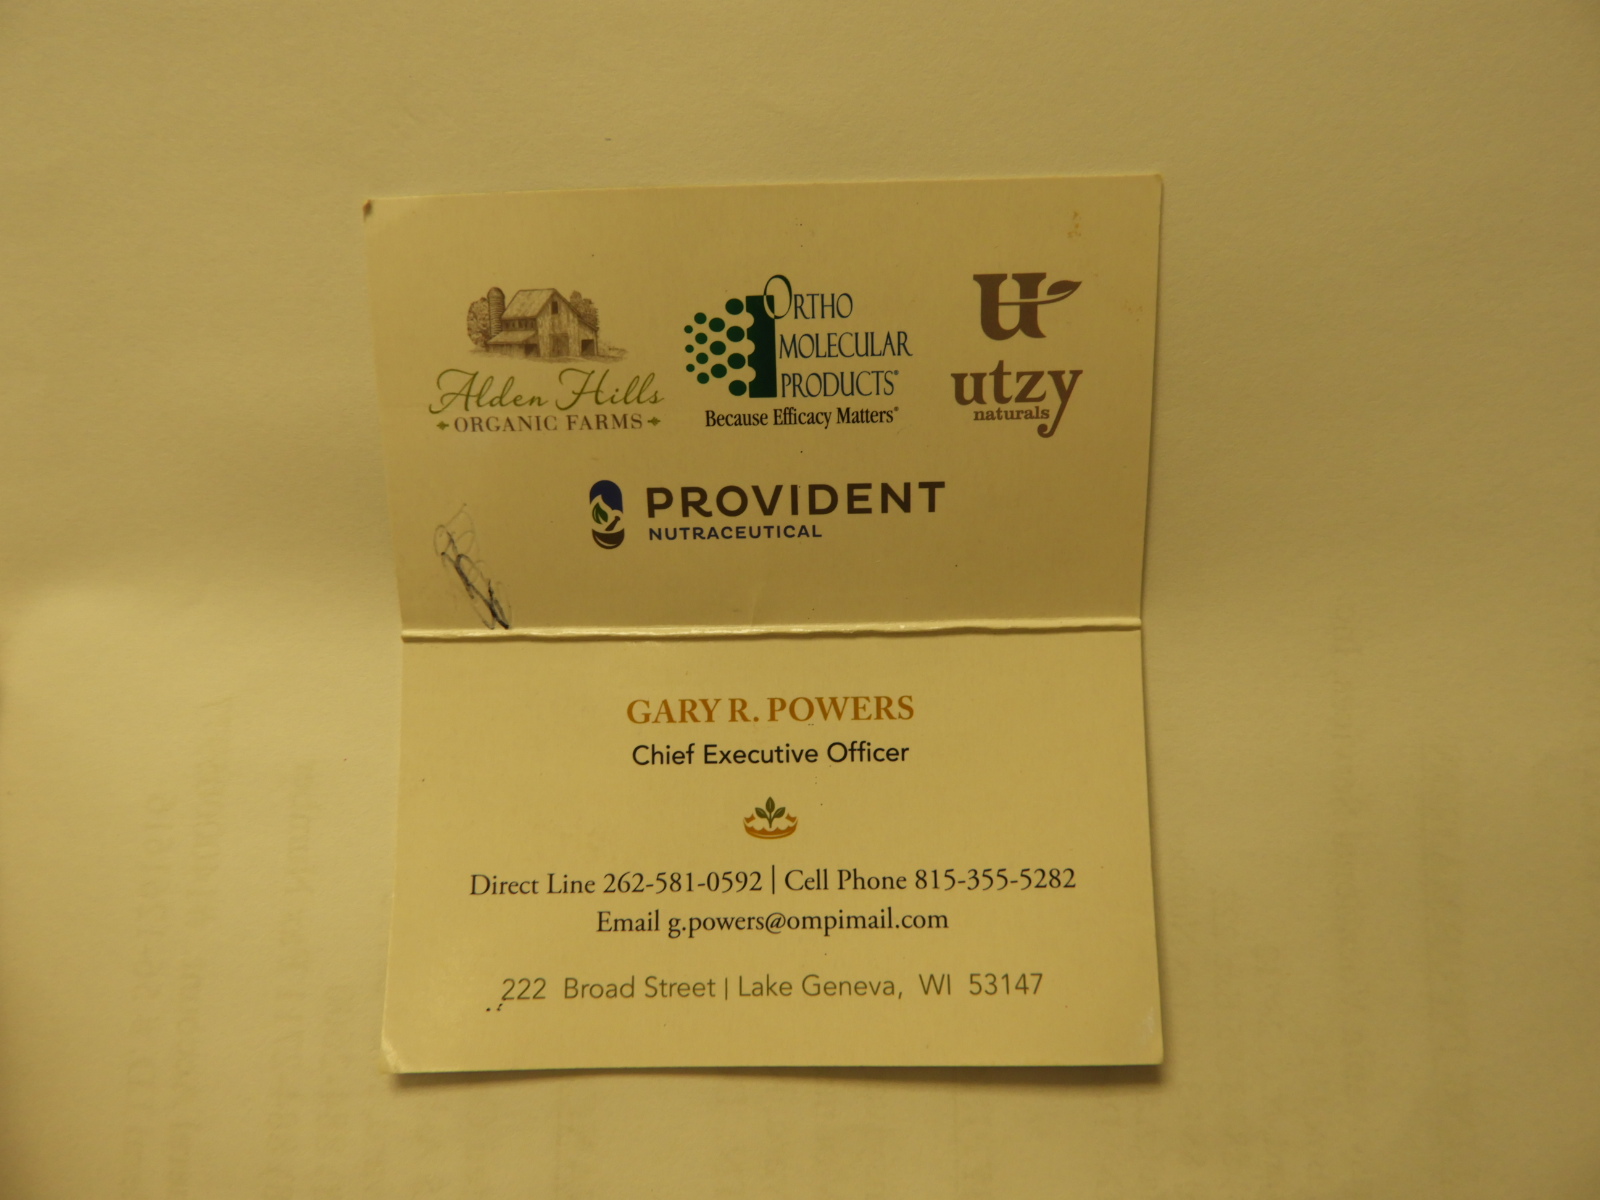 Alden Hills
ORGANIC FARMS
ORTHO
MOLECULAR
PRODUCTS®
Because Efficacy Matters®
U
utzy
naturals
PROVIDENT
NUTRACEUTICAL
GARY R. POWERS
Chief Executive Officer
Direct Line 262-581-0592 | Cell Phone 815-355-5282
Email g.powers@ompimail.com
222 Broad Street | Lake Geneva, WI 53147